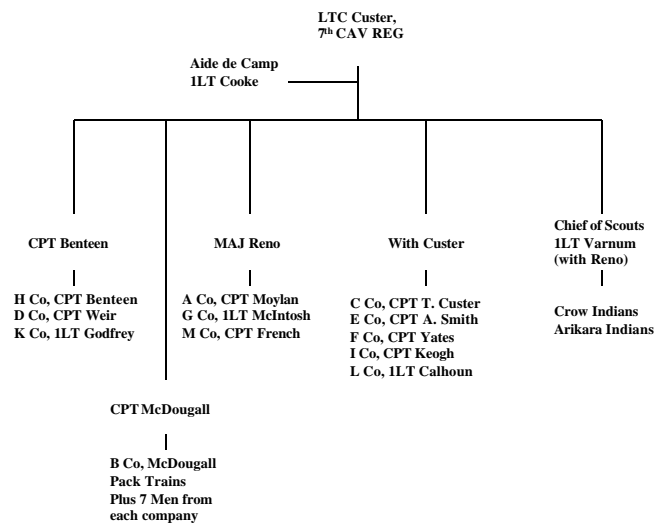 LTC Custer,
7th CAV REG
Aide de Camp
1LT Cooke
CPT Benteen
H Co, CPT Benteen
D Co, CPT Weir
K Co, 1LT Godfrey
MAJ Reno
A Co, CPT Moylan
G Co, 1LT McIntosh
M Co, CPT French
With Custer
C Co, CPT T. Custer
E Co, CPT A. Smith
F Co, CPT Yates
I Co, CPT Keogh
L Co, 1LT Calhoun
Chief of Scouts
1LT Varnum
(with Reno)
Crow Indians
Arikara Indians
CPT McDougall
B Co, McDougall
Pack Trains
Plus 7 Men from
each company